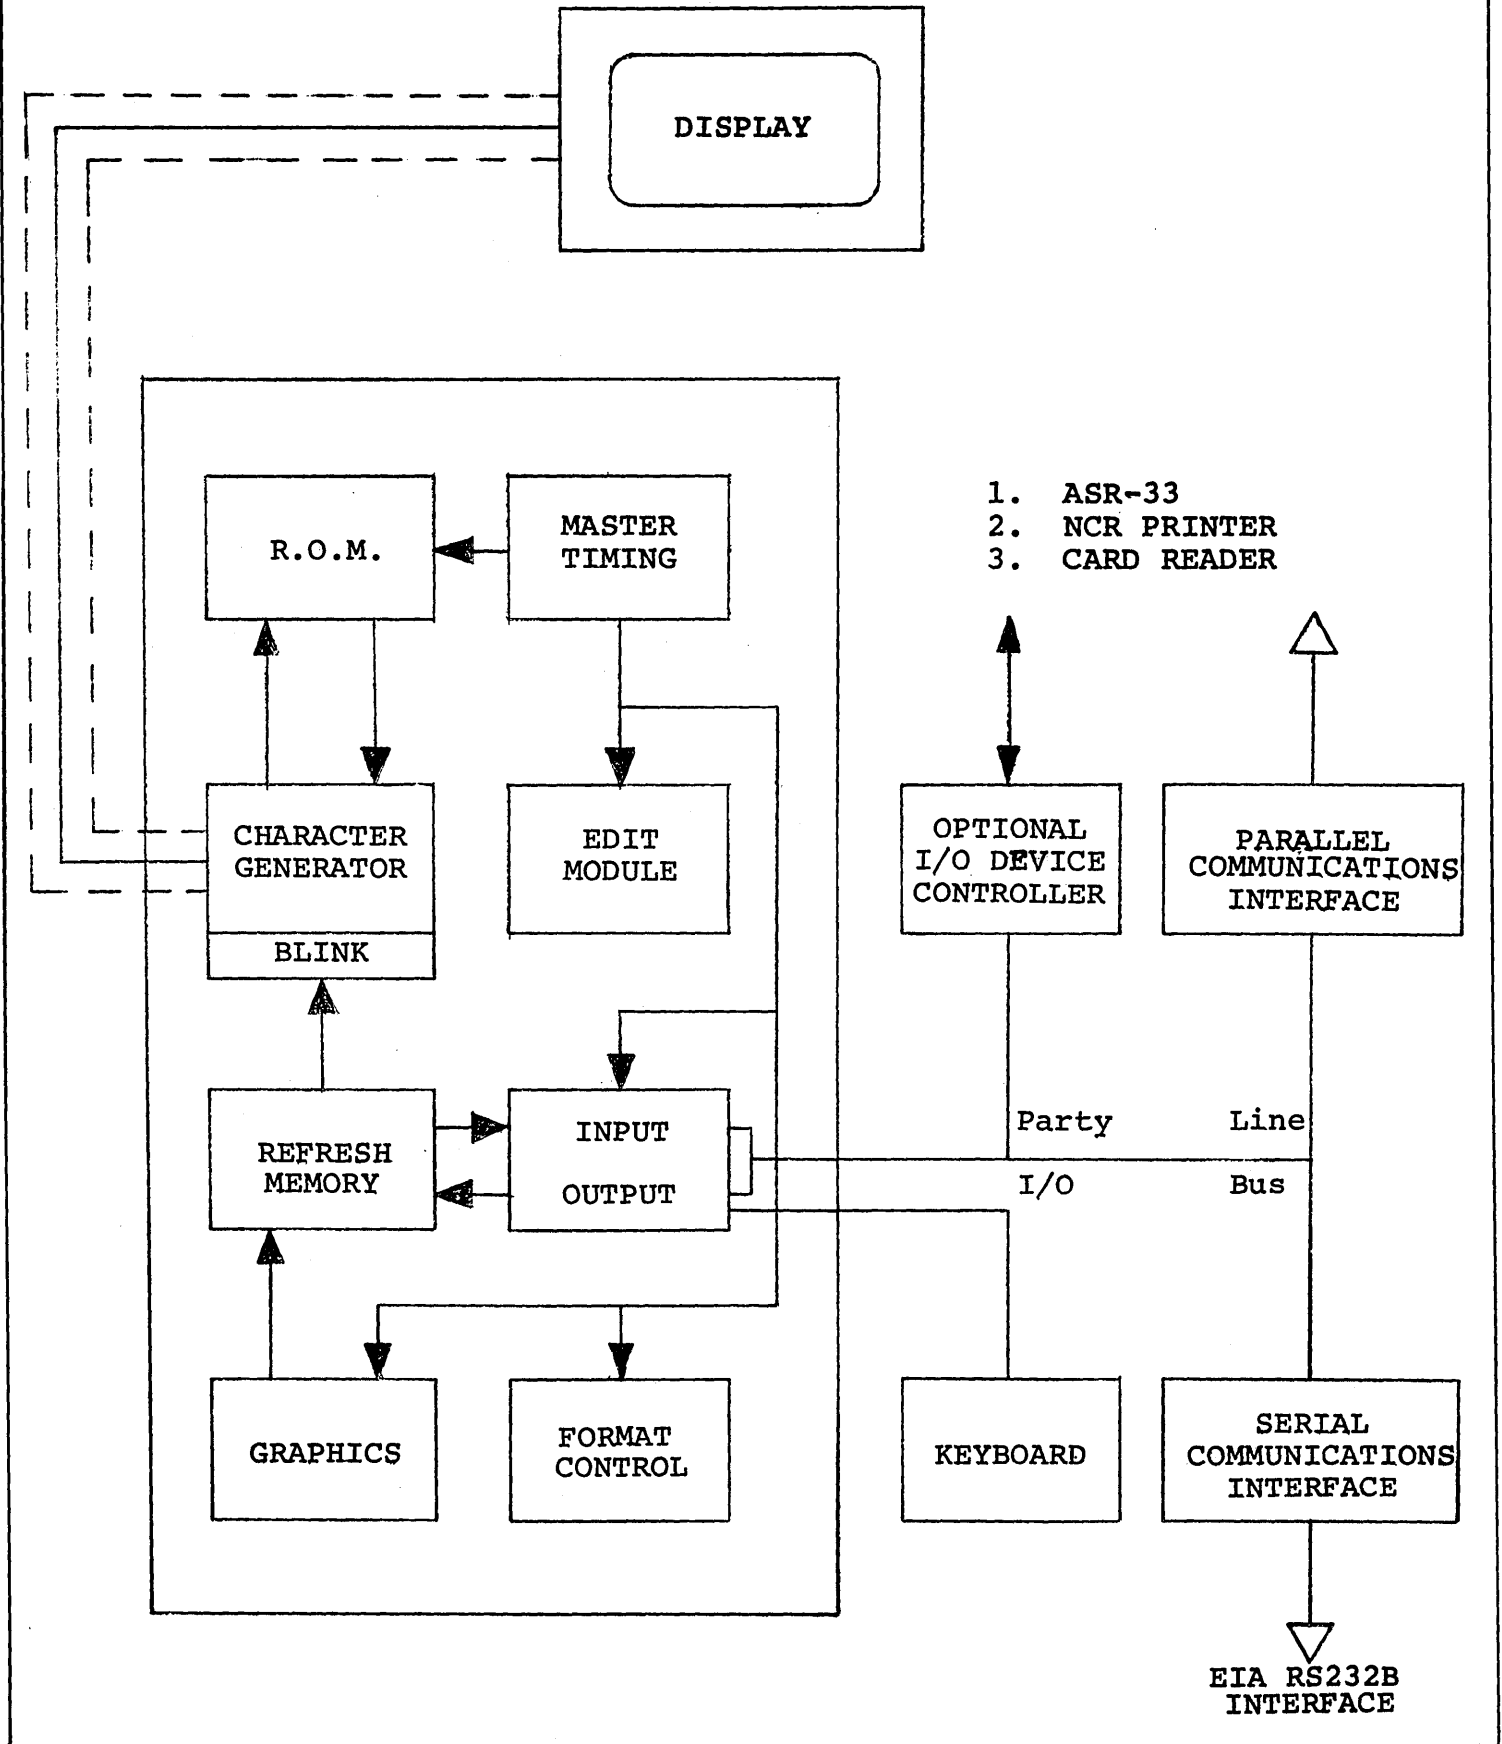 DISPLAY
R.O.M.
MASTER
TIMING
1. ASR-33
2. NCR PRINTER
3. CARD READER
CHARACTER
GENERATOR
BLINK
EDIT
MODULE
OPTIONAL
I/O DEVICE
CONTROLLER
PARALLEL
COMMUNICATIONS
INTERFACE
REFRESH
MEMORY
INPUT
OUTPUT
Party Line
I/O Bus
GRAPHICS
FORMAT
CONTROL
KEYBOARD
SERIAL
COMMUNICATIONS
INTERFACE
EIA RS232B
INTERFACE